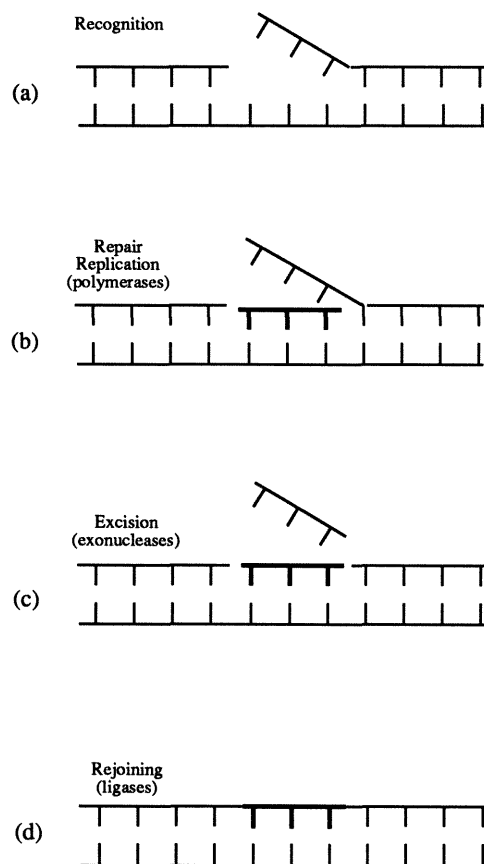 Recognition
(a)
Repair
Replication
(polymerases)
(b)
Excision
(exonucleases)
(c)
Rejoining
(ligases)
(d)